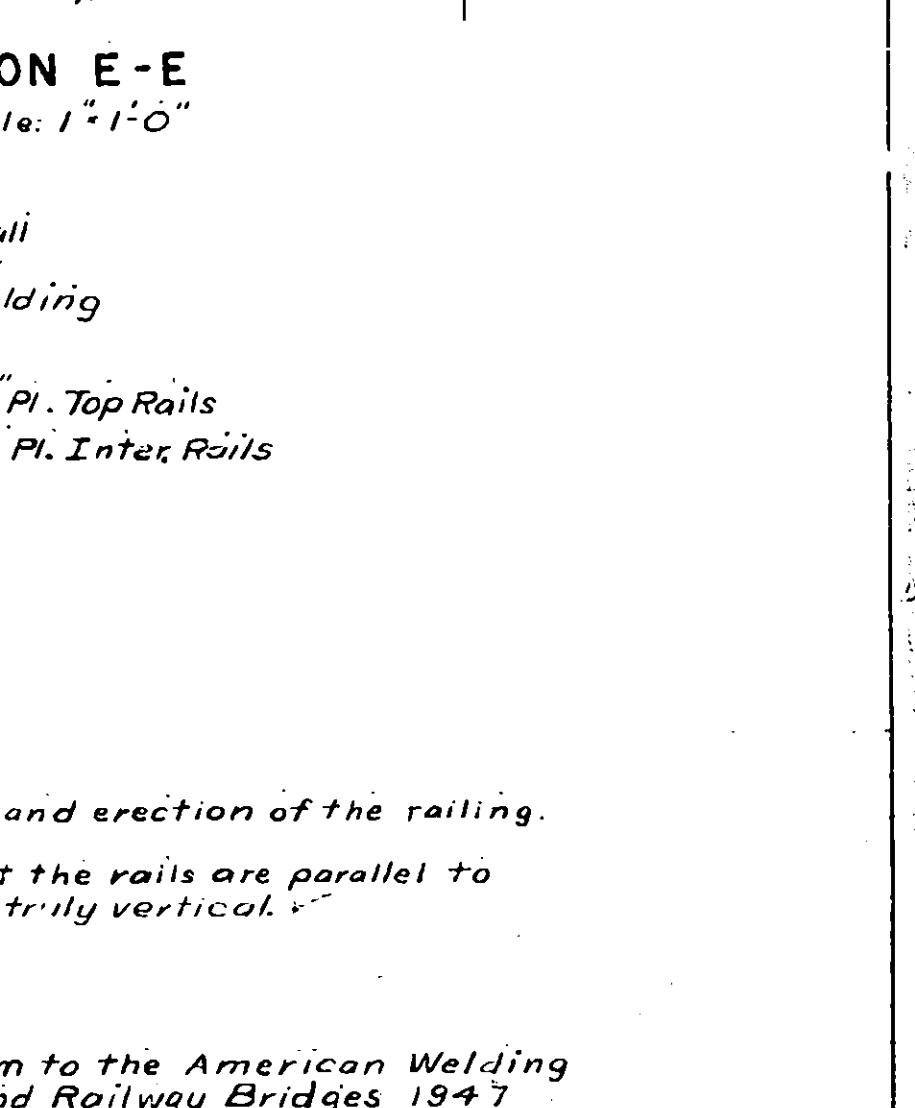 ON E-E
le: 1"=1'-0"
all
lding
"Pl. Top Rails
Pl. Inter. Rails
and erection of the railing.
t the rails are parallel to
truly vertical.
m to the American Welding
nd Railway Bridges 1947